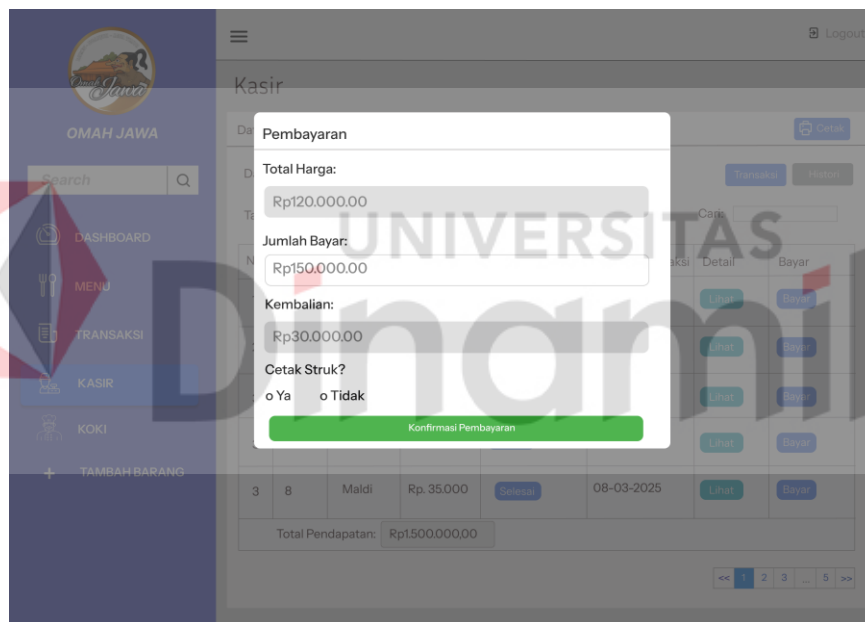 Omah Jawa
OMAH JAWA
Search
DASHBOARD
MENU
TRANSAKSI
KASIR
KOKI
+ TAMBAH BARANG
Logout
Kasir
Cetak
Transaksi Histori
Cari:
Detail Bayar
Lihat Bayar
Lihat Bayar
Lihat Bayar
Lihat Bayar
3 8 Maldi Rp. 35.000 Selesai 08-03-2025 Lihat Bayar
Total Pendapatan: Rp1.500.000,00
<< 1 2 3 ... 5 >>
Pembayaran
Total Harga:
Rp120.000.00
Jumlah Bayar:
Rp150.000.00
Kembalian:
Rp30.000.00
Cetak Struk?
o Ya o Tidak
Konfirmasi Pembayaran
UNIVERSITAS